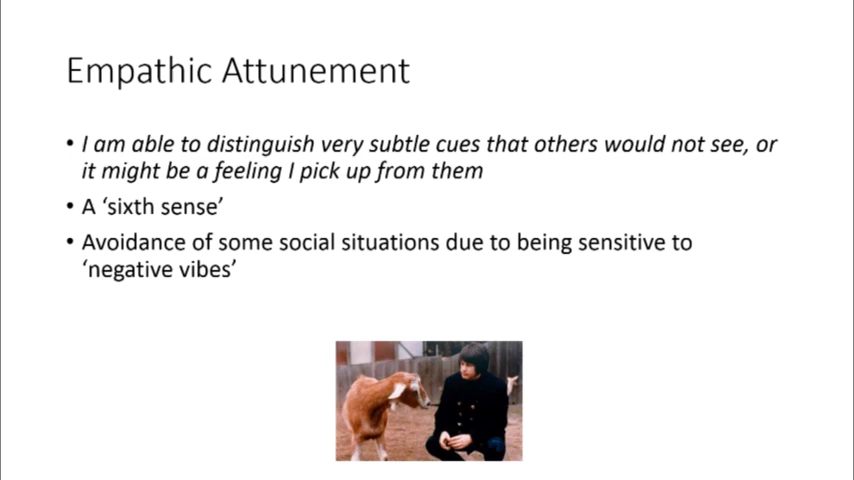 Empathic Attunement
• I am able to distinguish very subtle cues that others would not see, or
it might be a feeling I pick up from them
• A ‘sixth sense’
• Avoidance of some social situations due to being sensitive to
‘negative vibes’